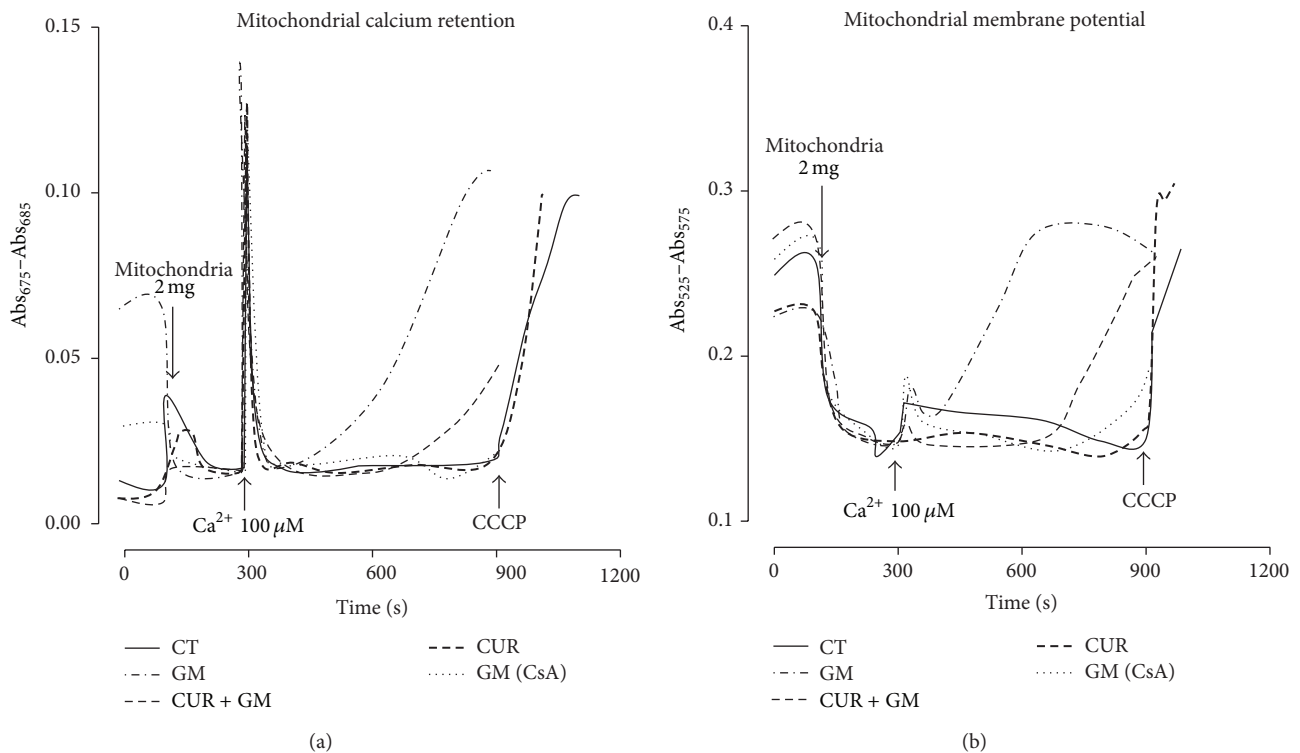 Mitochondrial calcium retention
0.15
0.10
0.05
0.00
Abs675–Abs685
Mitochondria
2 mg
Ca2+ 100 μM
CCCP
0 300 600 900 1200
Time (s)
CT
GM
CUR + GM
CUR
GM (CsA)
(a)
Mitochondrial membrane potential
0.4
0.3
0.2
0.1
Abs525–Abs575
Mitochondria
2 mg
Ca2+ 100 μM
CCCP
0 300 600 900 1200
Time (s)
CT
GM
CUR + GM
CUR
GM (CsA)
(b)